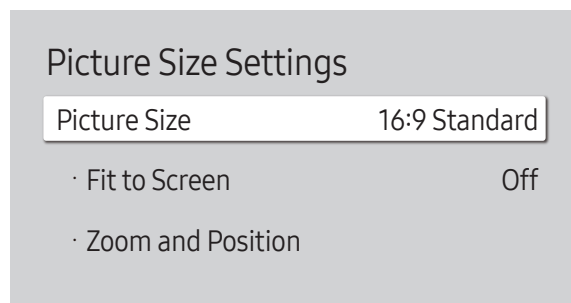 Picture Size Settings
Picture Size 16:9 Standard
· Fit to Screen Off
· Zoom and Position